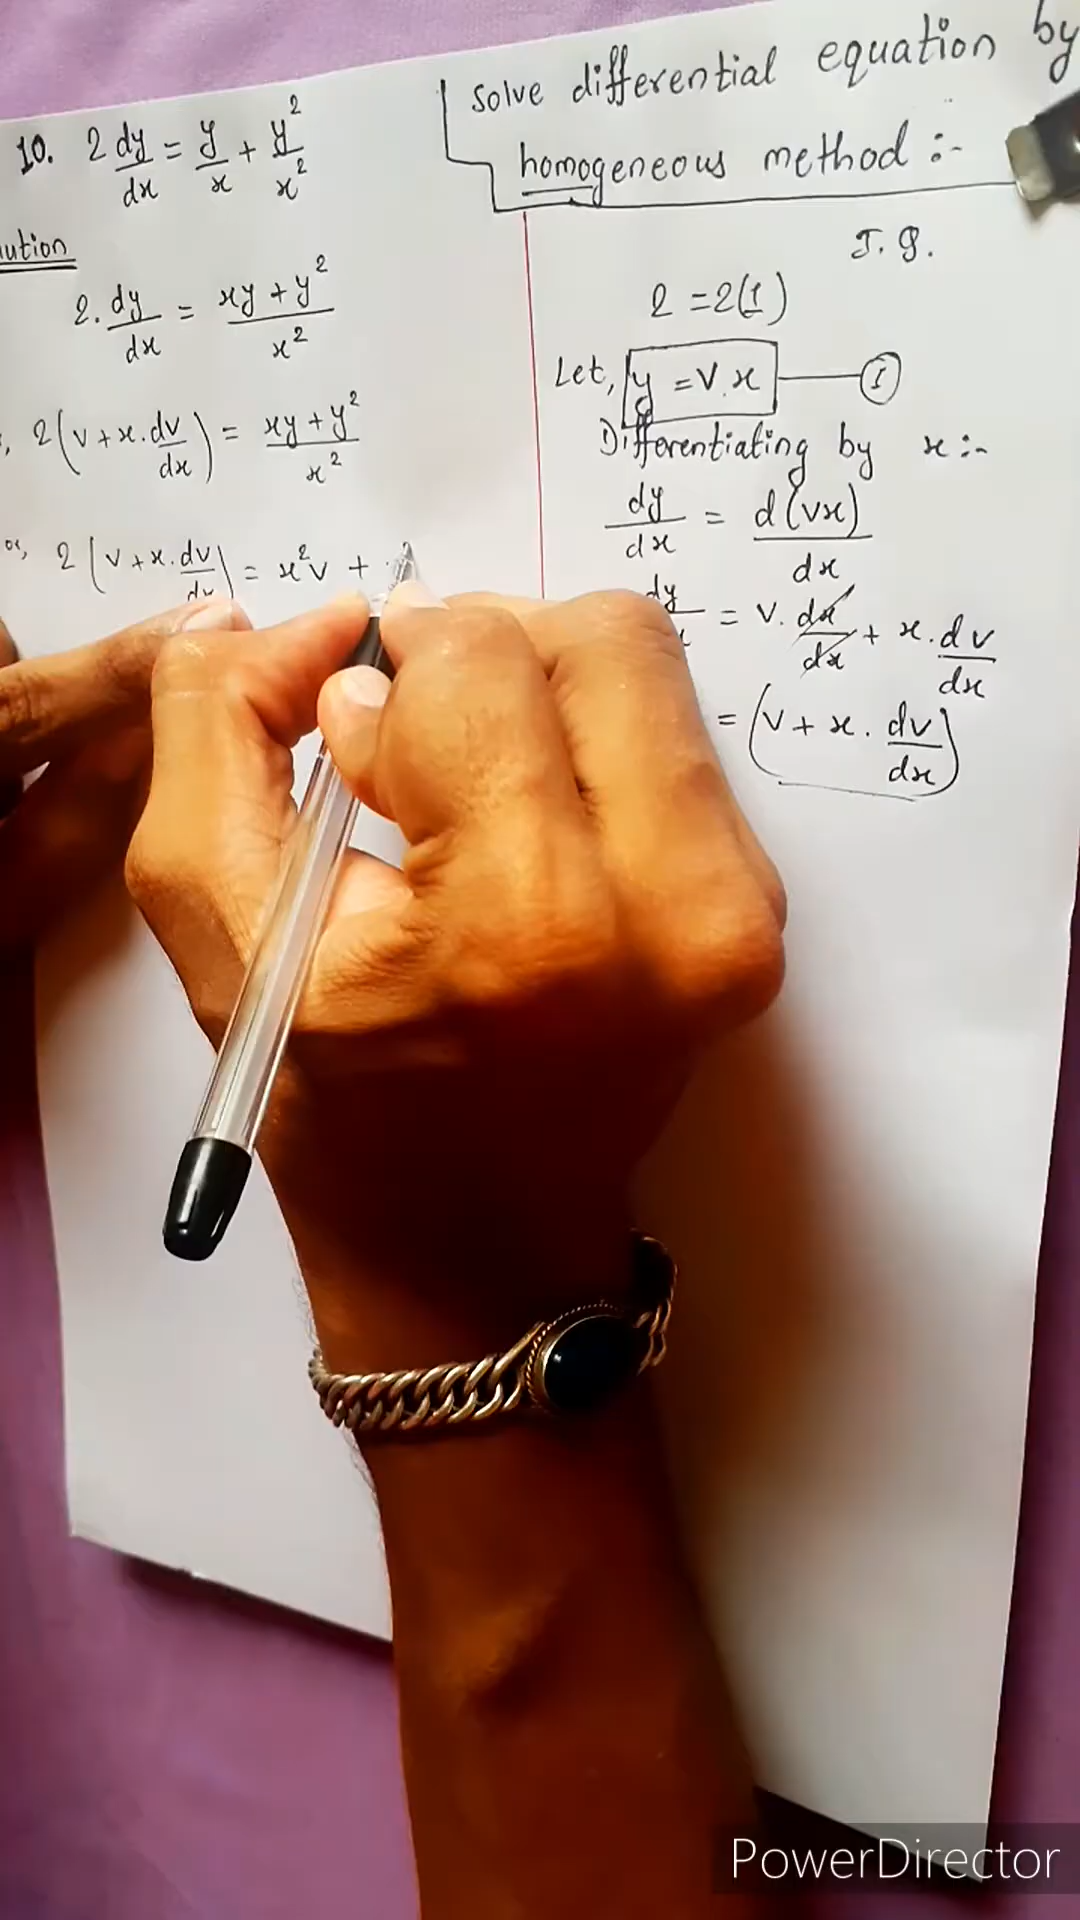 solve differential equation by
homogeneous method :-
10. 2 dy/dx = y/x + y²/x²
ution
2. dy/dx = xy + y²/x²
, 2(v + x. dv/dx) = xy + y²/x²
or, 2(v + x. dv/dx) = x²v +
I.g.
2 = 2(1)
Let, y = v.x — (1)
Differentiating by x :-
dy/dx = d(vx)/dx
dy = v. dx/dx + x. dv/dx
= (v + x. dv/dx)
PowerDirector